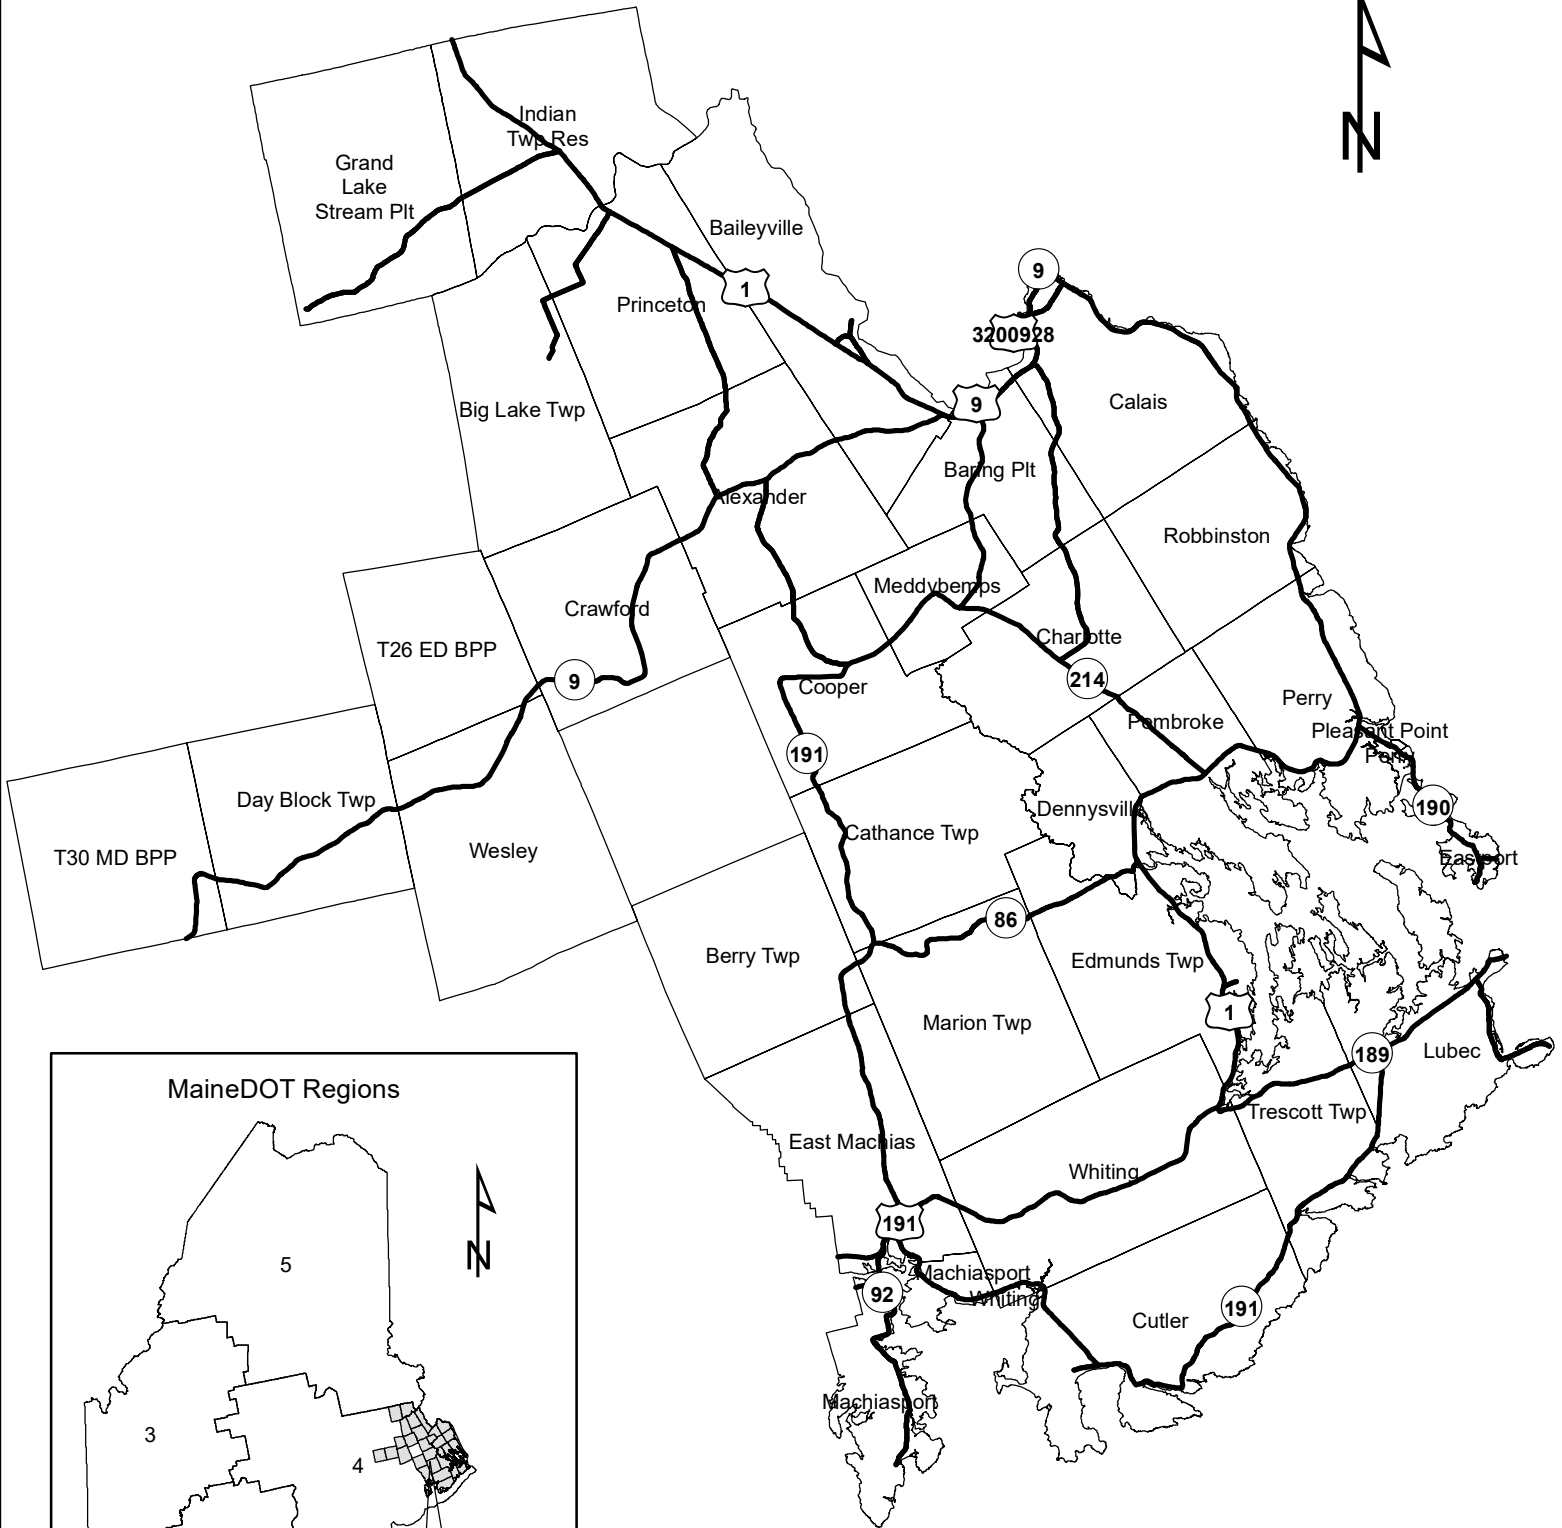 N
Indian
Twp Res
Grand
Lake
Stream Plt
Baileyville
9
1
Princeton
3200928
Big Lake Twp
9
Calais
Baring Plt
Alexander
Robbinston
Meddybemps
Crawford
Charlotte
T26 ED BPP
9
214
Cooper
Perry
Pembroke
Pleasant Point
Perry
191
Day Block Twp
Dennysville
190
Cathance Twp
T30 MD BPP
Wesley
Eastport
86
Berry Twp
Edmunds Twp
1
Marion Twp
189
Lubec
Trescott Twp
East Machias
Whiting
191
Machiasport
92
Whiting
191
Cutler
Machiasport
MaineDOT Regions
N
5
3
4